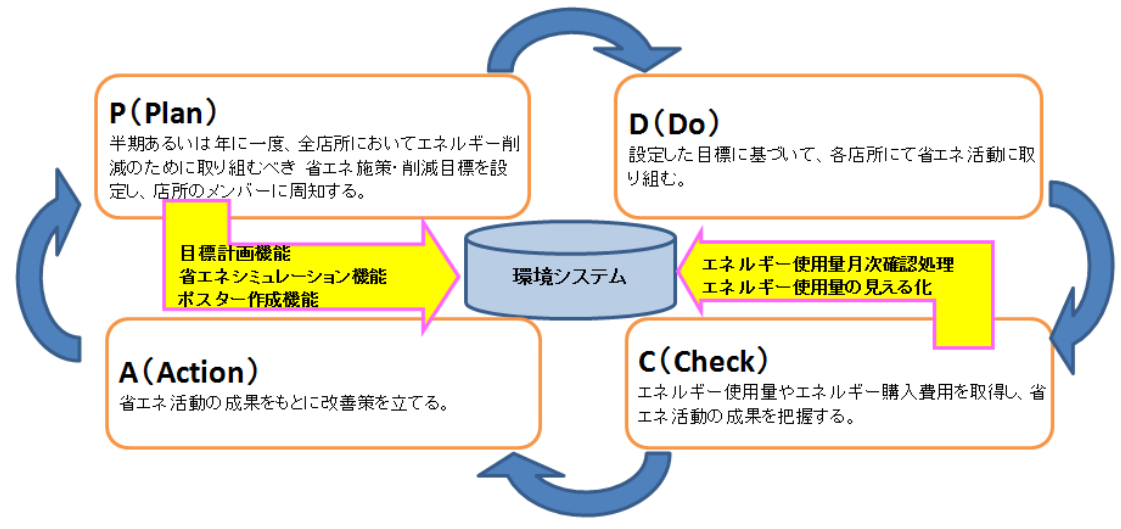 P(Plan)
半期あるいは年に一度、全店所においてエネルギー削
減のために取り組むべき 省エネ施策・削減目標を設
定し、店所のメンバーに周知する。
D(Do)
設定した目標に基づいて、各店所にて省エネ活動に取
り組む。
目標計画機能
省エネシミュレーション機能
ポスター作成機能
環境システム
エネルギー使用量月次確認処理
エネルギー使用量の見える化
A(Action)
省エネ活動の成果をもとに改善策を立てる。
C(Check)
エネルギー使用量やエネルギー購入費用を取得し、省
エネ活動の成果を把握する。